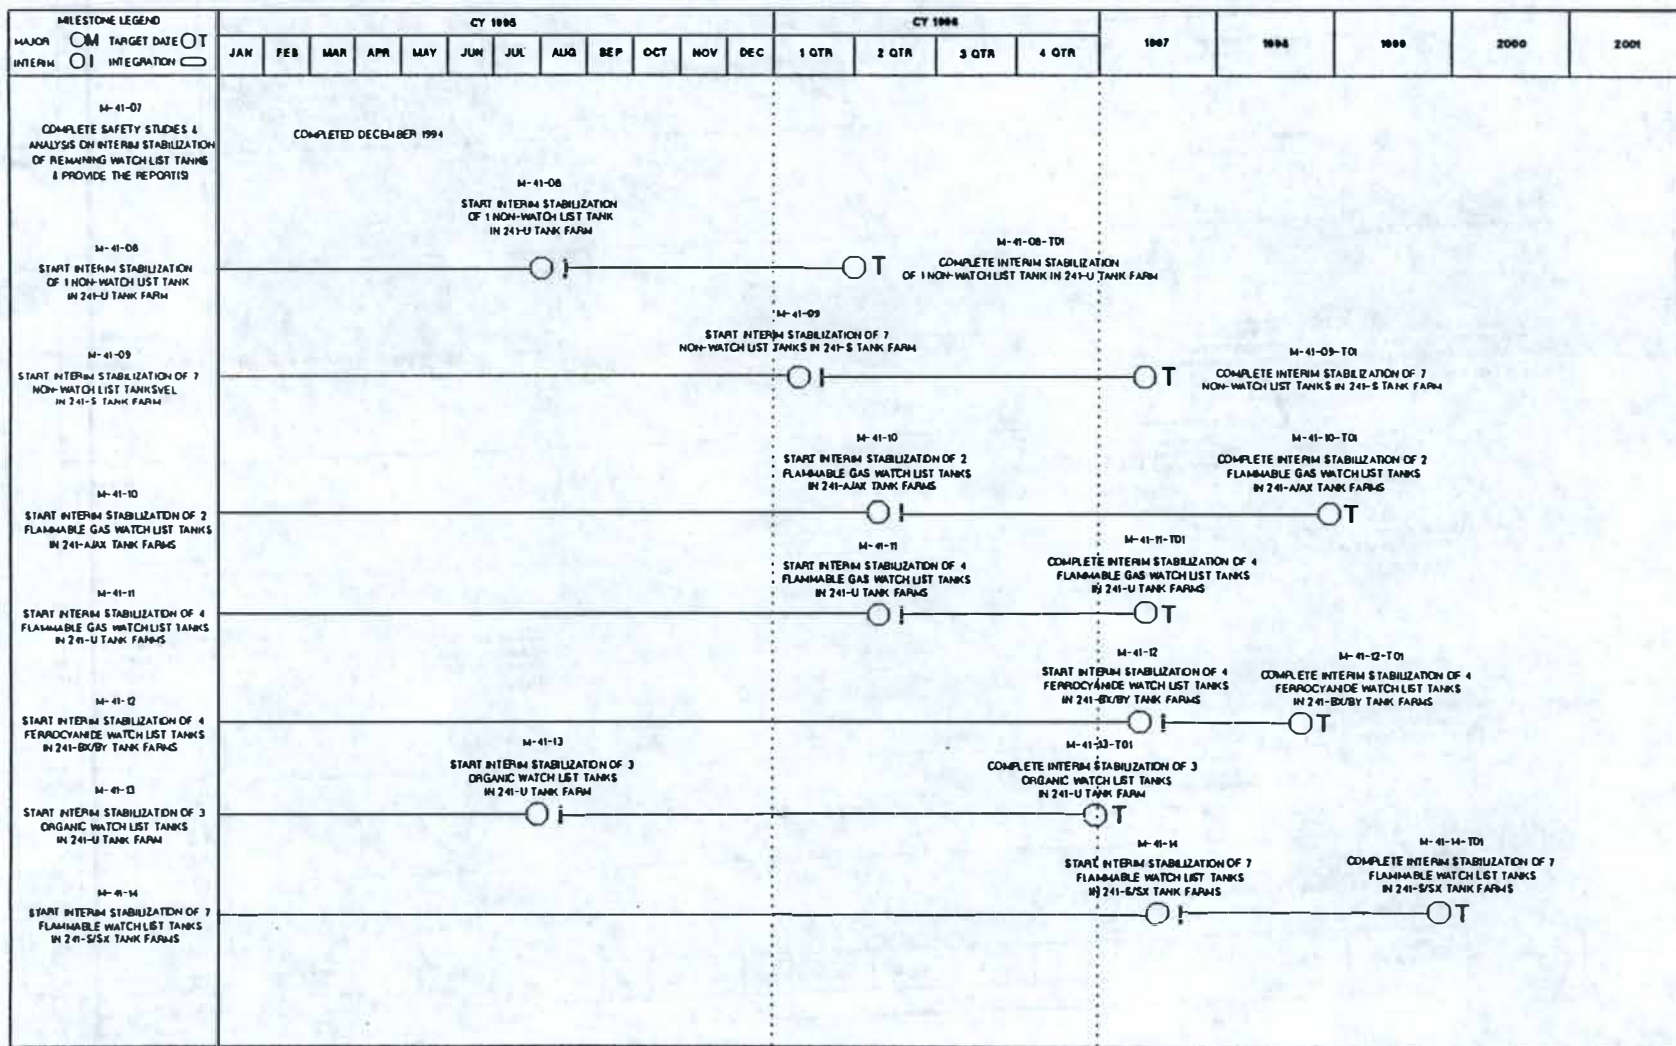 MILESTONE LEGEND
MAJOR M TARGET DATE T
INTERIM I INTEGRATION
CY 1995
CY 1996
JAN FEB MAR APR MAY JUN JUL AUG SEP OCT NOV DEC 1 QTR 2 QTR 3 QTR 4 QTR 1997 1998 1999 2000 2001
M-41-07
COMPLETE SAFETY STUDIES &
ANALYSIS ON INTERIM STABILIZATION
OF REMAINING WATCH LIST TANKS
& PROVIDE THE REPORT(S)
COMPLETED DECEMBER 1994
M-41-08
START INTERIM STABILIZATION
OF 1 NON-WATCH LIST TANK
IN 241-U TANK FARM
M-41-08
START INTERIM STABILIZATION
OF 1 NON-WATCH LIST TANK
IN 241-U TANK FARM
I
T
M-41-08-T01
COMPLETE INTERIM STABILIZATION
OF 1 NON-WATCH LIST TANK IN 241-U TANK FARM
M-41-09
START INTERIM STABILIZATION OF 7
NON-WATCH LIST TANKSVEL
IN 241-S TANK FARM
M-41-09
START INTERIM STABILIZATION OF 7
NON-WATCH LIST TANKS IN 241-S TANK FARM
I
T
M-41-09-T01
COMPLETE INTERIM STABILIZATION OF 7
NON-WATCH LIST TANKS IN 241-S TANK FARM
M-41-10
START INTERIM STABILIZATION OF 2
FLAMMABLE GAS WATCH LIST TANKS
IN 241-A/AX TANK FARMS
M-41-10
START INTERIM STABILIZATION OF 2
FLAMMABLE GAS WATCH LIST TANKS
IN 241-A/AX TANK FARMS
I
M-41-10-T01
COMPLETE INTERIM STABILIZATION OF 2
FLAMMABLE GAS WATCH LIST TANKS
IN 241-A/AX TANK FARMS
T
M-41-11
START INTERIM STABILIZATION OF 4
FLAMMABLE GAS WATCH LIST TANKS
IN 241-U TANK FARMS
M-41-11
START INTERIM STABILIZATION OF 4
FLAMMABLE GAS WATCH LIST TANKS
IN 241-U TANK FARMS
I
M-41-11-T01
COMPLETE INTERIM STABILIZATION OF 4
FLAMMABLE GAS WATCH LIST TANKS
IN 241-U TANK FARMS
T
M-41-12
START INTERIM STABILIZATION OF 4
FERROCYANIDE WATCH LIST TANKS
IN 241-BX/BY TANK FARMS
M-41-12
START INTERIM STABILIZATION OF 4
FERROCYANIDE WATCH LIST TANKS
IN 241-BX/BY TANK FARMS
I
M-41-12-T01
COMPLETE INTERIM STABILIZATION OF 4
FERROCYANIDE WATCH LIST TANKS
IN 241-BX/BY TANK FARMS
T
M-41-13
START INTERIM STABILIZATION OF 3
ORGANIC WATCH LIST TANKS
IN 241-U TANK FARM
M-41-13
START INTERIM STABILIZATION OF 3
ORGANIC WATCH LIST TANKS
IN 241-U TANK FARM
I
M-41-13-T01
COMPLETE INTERIM STABILIZATION OF 3
ORGANIC WATCH LIST TANKS
IN 241-U TANK FARM
T
M-41-14
START INTERIM STABILIZATION OF 7
FLAMMABLE WATCH LIST TANKS
IN 241-S/SX TANK FARMS
M-41-14
START INTERIM STABILIZATION OF 7
FLAMMABLE GAS WATCH LIST TANKS
IN 241-S/SX TANK FARMS
I
M-41-14-T01
COMPLETE INTERIM STABILIZATION OF 7
FLAMMABLE WATCH LIST TANKS
IN 241-S/SX TANK FARMS
T